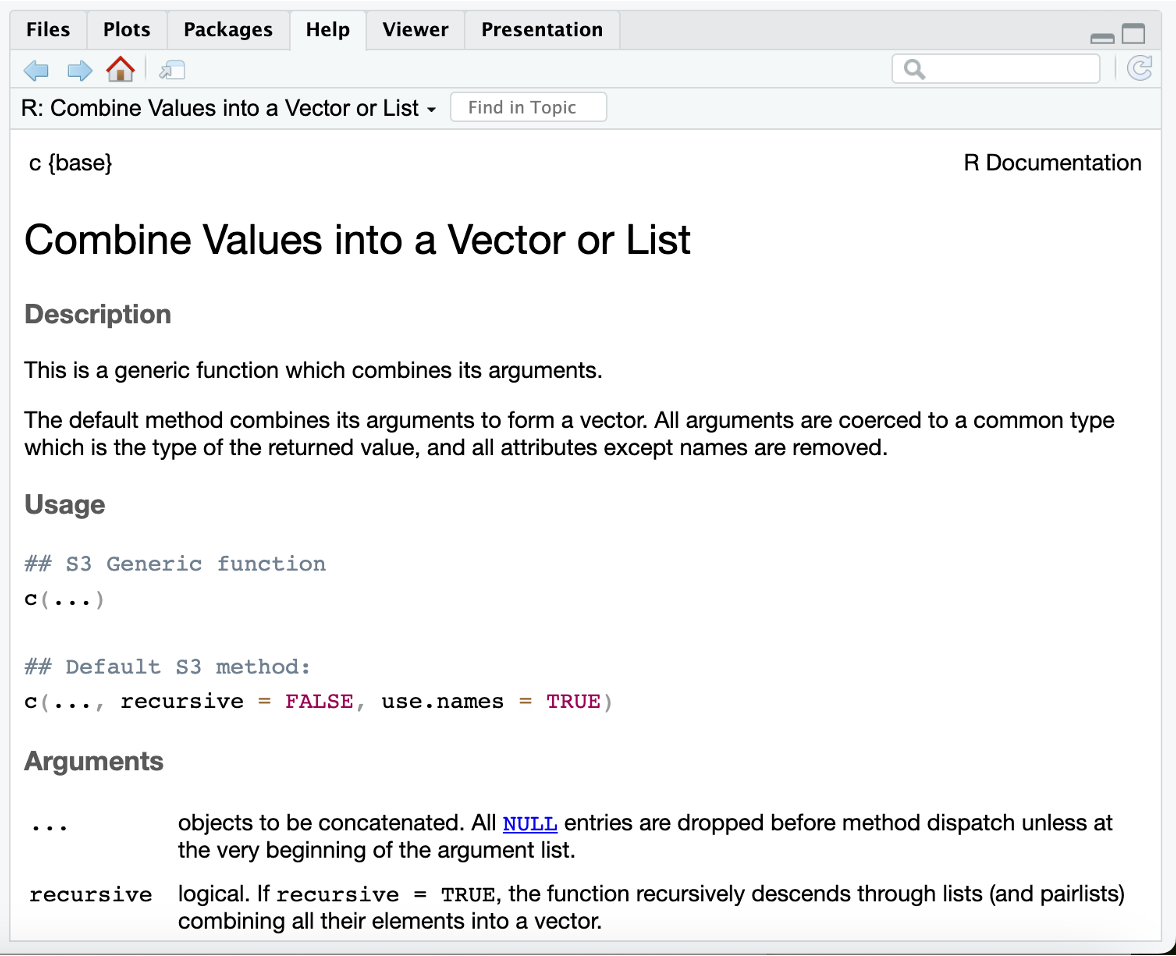 Files Plots Packages Help Viewer Presentation
R: Combine Values into a Vector or List Find in Topic
c {base} R Documentation
Combine Values into a Vector or List
Description
This is a generic function which combines its arguments.
The default method combines its arguments to form a vector. All arguments are coerced to a common type
which is the type of the returned value, and all attributes except names are removed.
Usage
## S3 Generic function
c(...)
## Default S3 method:
c(..., recursive = FALSE, use.names = TRUE)
Arguments
... objects to be concatenated. All NULL entries are dropped before method dispatch unless at
the very beginning of the argument list.
recursive logical. If recursive = TRUE, the function recursively descends through lists (and pairlists)
combining all their elements into a vector.